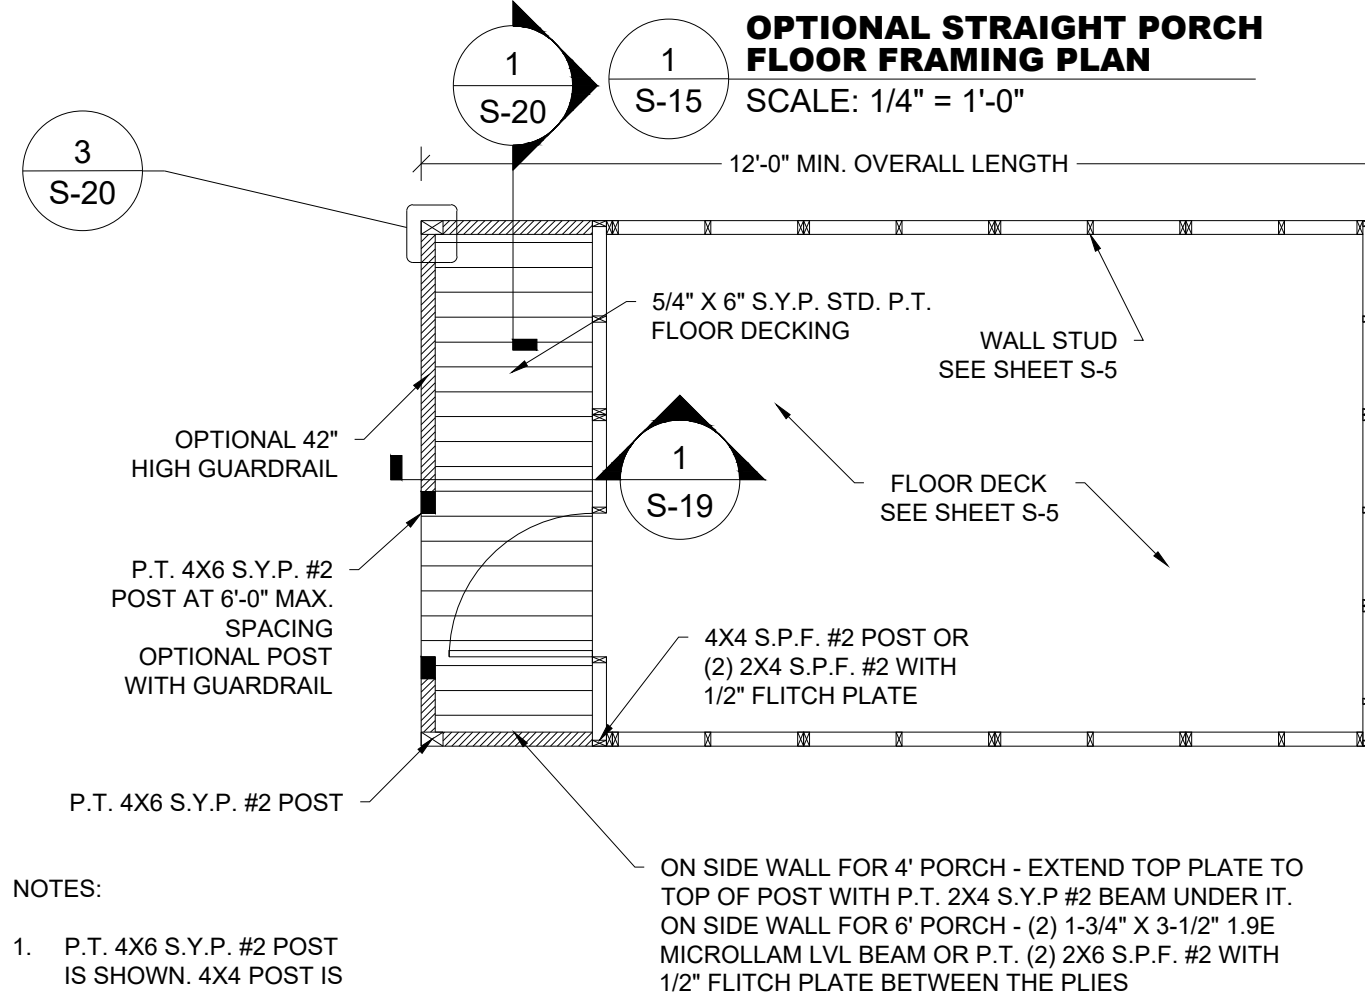 OPTIONAL STRAIGHT PORCH
FLOOR FRAMING PLAN
SCALE: 1/4" = 1'-0"
1
S-20
1
S-15
3
S-20
12'-0" MIN. OVERALL LENGTH
5/4" X 6" S.Y.P. STD. P.T.
FLOOR DECKING
WALL STUD
SEE SHEET S-5
OPTIONAL 42"
HIGH GUARDRAIL
1
S-19
FLOOR DECK
SEE SHEET S-5
P.T. 4X6 S.Y.P. #2
POST AT 6'-0" MAX.
SPACING
OPTIONAL POST
WITH GUARDRAIL
4X4 S.P.F. #2 POST OR
(2) 2X4 S.P.F. #2 WITH
1/2" FLITCH PLATE
P.T. 4X6 S.Y.P. #2 POST
ON SIDE WALL FOR 4' PORCH - EXTEND TOP PLATE TO
TOP OF POST WITH P.T. 2X4 S.Y.P #2 BEAM UNDER IT.
ON SIDE WALL FOR 6' PORCH - (2) 1-3/4" X 3-1/2" 1.9E
MICROLLAM LVL BEAM OR P.T. (2) 2X6 S.P.F. #2 WITH
1/2" FLITCH PLATE BETWEEN THE PLIES
NOTES:
1. P.T. 4X6 S.Y.P. #2 POST
IS SHOWN. 4X4 POST IS